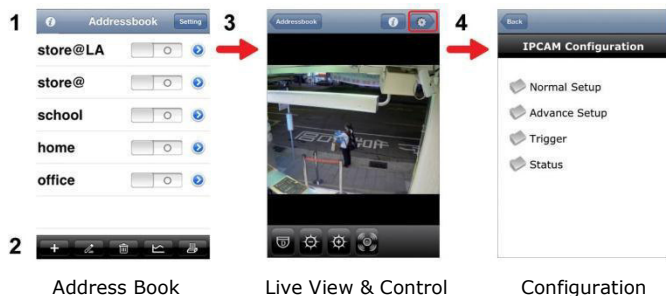 1
Addressbook
Setting
store@LA
store@
school
home
office
2
Address Book
3
Addressbook
Live View & Control
4
Back
IPCAM Configuration
Normal Setup
Advance Setup
Trigger
Status
Configuration